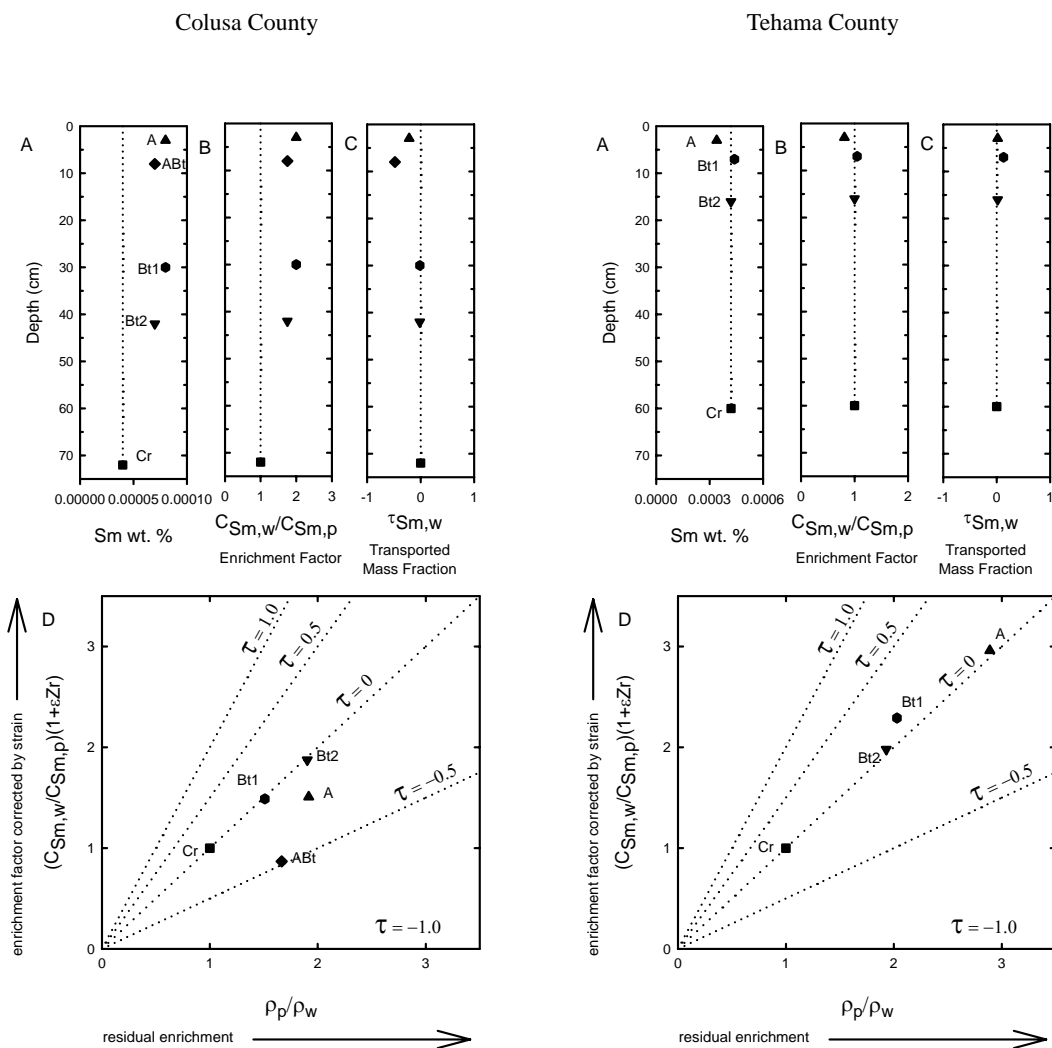 Colusa County
Tehama County
A
B
C
0
10
20
30
40
50
60
70
Depth (cm)
A
ABt
Bt1
Bt2
Cr
0.000000
0.000005
0.00010
0
1
2
3
-1
0
1
Sm wt. %
CSm,w/CSm,p
Enrichment Factor
τSm,w
Transported
Mass Fraction
A
B
C
0
10
20
30
40
50
60
70
Depth (cm)
A
Bt1
Bt2
Cr
0.0000
0.0003
0.0006
0
1
2
-1
0
1
Sm wt. %
CSm,w/CSm,p
Enrichment Factor
τSm,w
Transported
Mass Fraction
D
enrichment factor corrected by strain
(CSm,w/CSm,p)(1+εZr)
3
2
1
0
τ = 1.0
τ = 0.5
τ = 0
τ = −0.5
τ = −1.0
Bt2
Bt1
A
Cr
ABt
0
1
2
3
ρp/ρw
residual enrichment
D
enrichment factor corrected by strain
(CSm,w/CSm,p)(1+εZr)
3
2
1
0
τ = 1.0
τ = 0.5
τ = 0
τ = −0.5
τ = −1.0
A
Bt1
Bt2
Cr
0
1
2
3
ρp/ρw
residual enrichment